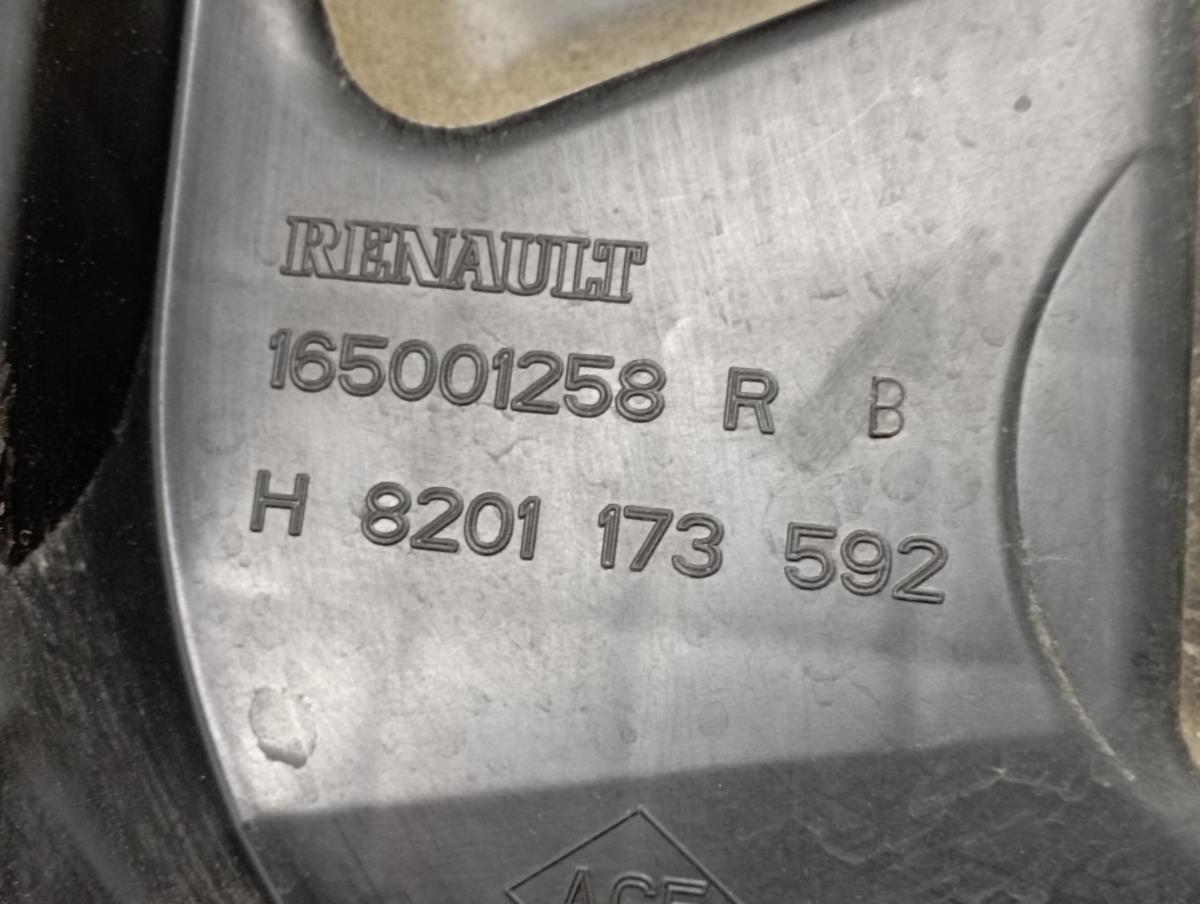 RENAULT
165001258 R B
H 8201 173 592